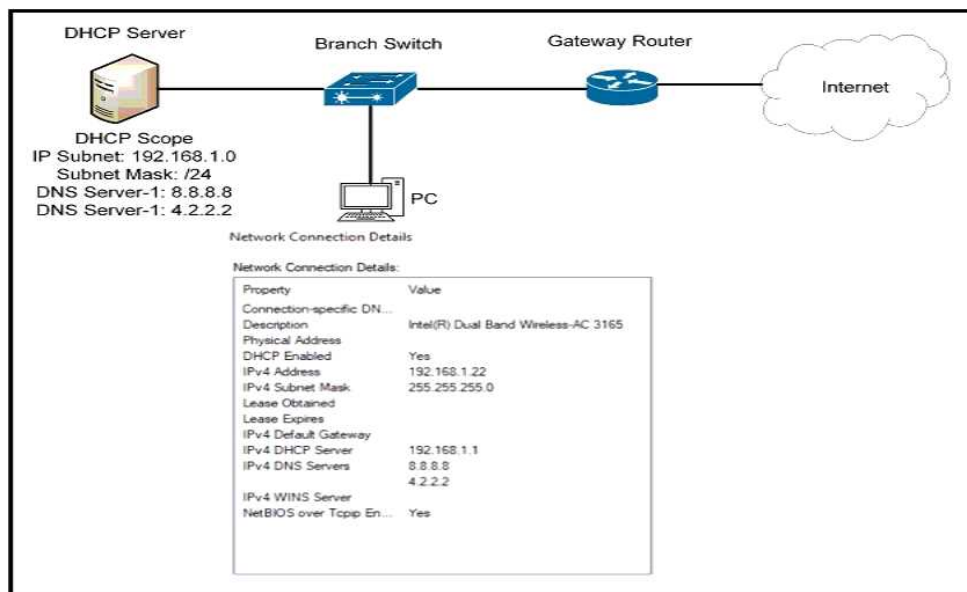 DHCP Server
Branch Switch
Gateway Router
Internet
DHCP Scope
IP Subnet: 192.168.1.0
Subnet Mask: /24
DNS Server-1: 8.8.8.8
DNS Server-1: 4.2.2.2
PC
Network Connection Details
Network Connection Details:
Property Value
Connection-specific DN...
Description Intel(R) Dual Band Wireless-AC 3165
Physical Address
DHCP Enabled Yes
IPv4 Address 192.168.1.22
IPv4 Subnet Mask 255.255.255.0
Lease Obtained
Lease Expires
IPv4 Default Gateway
IPv4 DHCP Server 192.168.1.1
IPv4 DNS Servers 8.8.8.8
4.2.2.2
IPv4 WINS Server
NetBIOS over Tcpip En... Yes